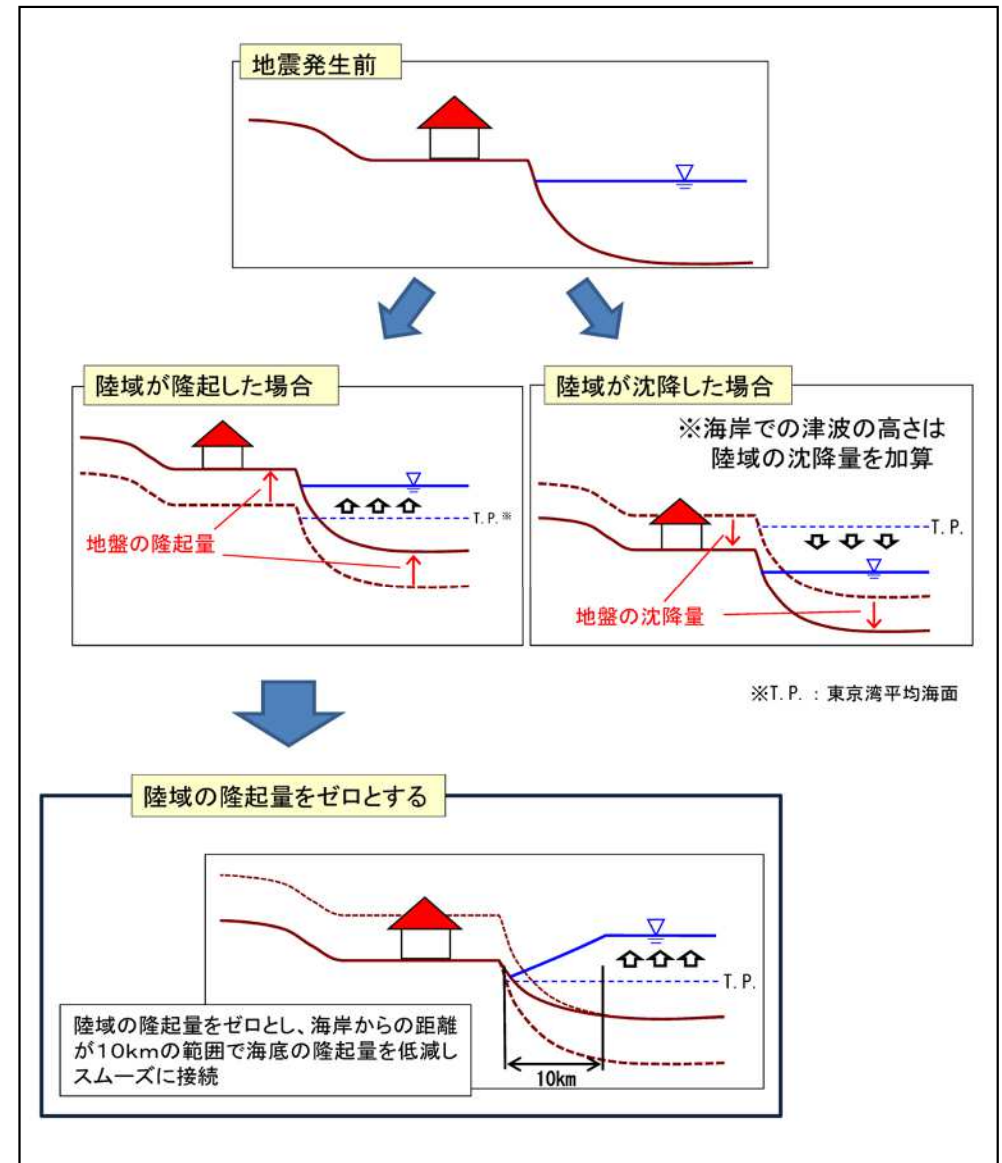 地震発生前
陸域が隆起した場合
T.P.※
地盤の隆起量
陸域が沈降した場合
※海岸での津波の高さは
陸域の沈降量を加算
T.P.
地盤の沈降量
※T.P. : 東京湾平均海面
陸域の隆起量をゼロとする
T.P.
陸域の隆起量をゼロとし、海岸からの距離
が10kmの範囲で海底の隆起量を低減し
スムーズに接続
10km